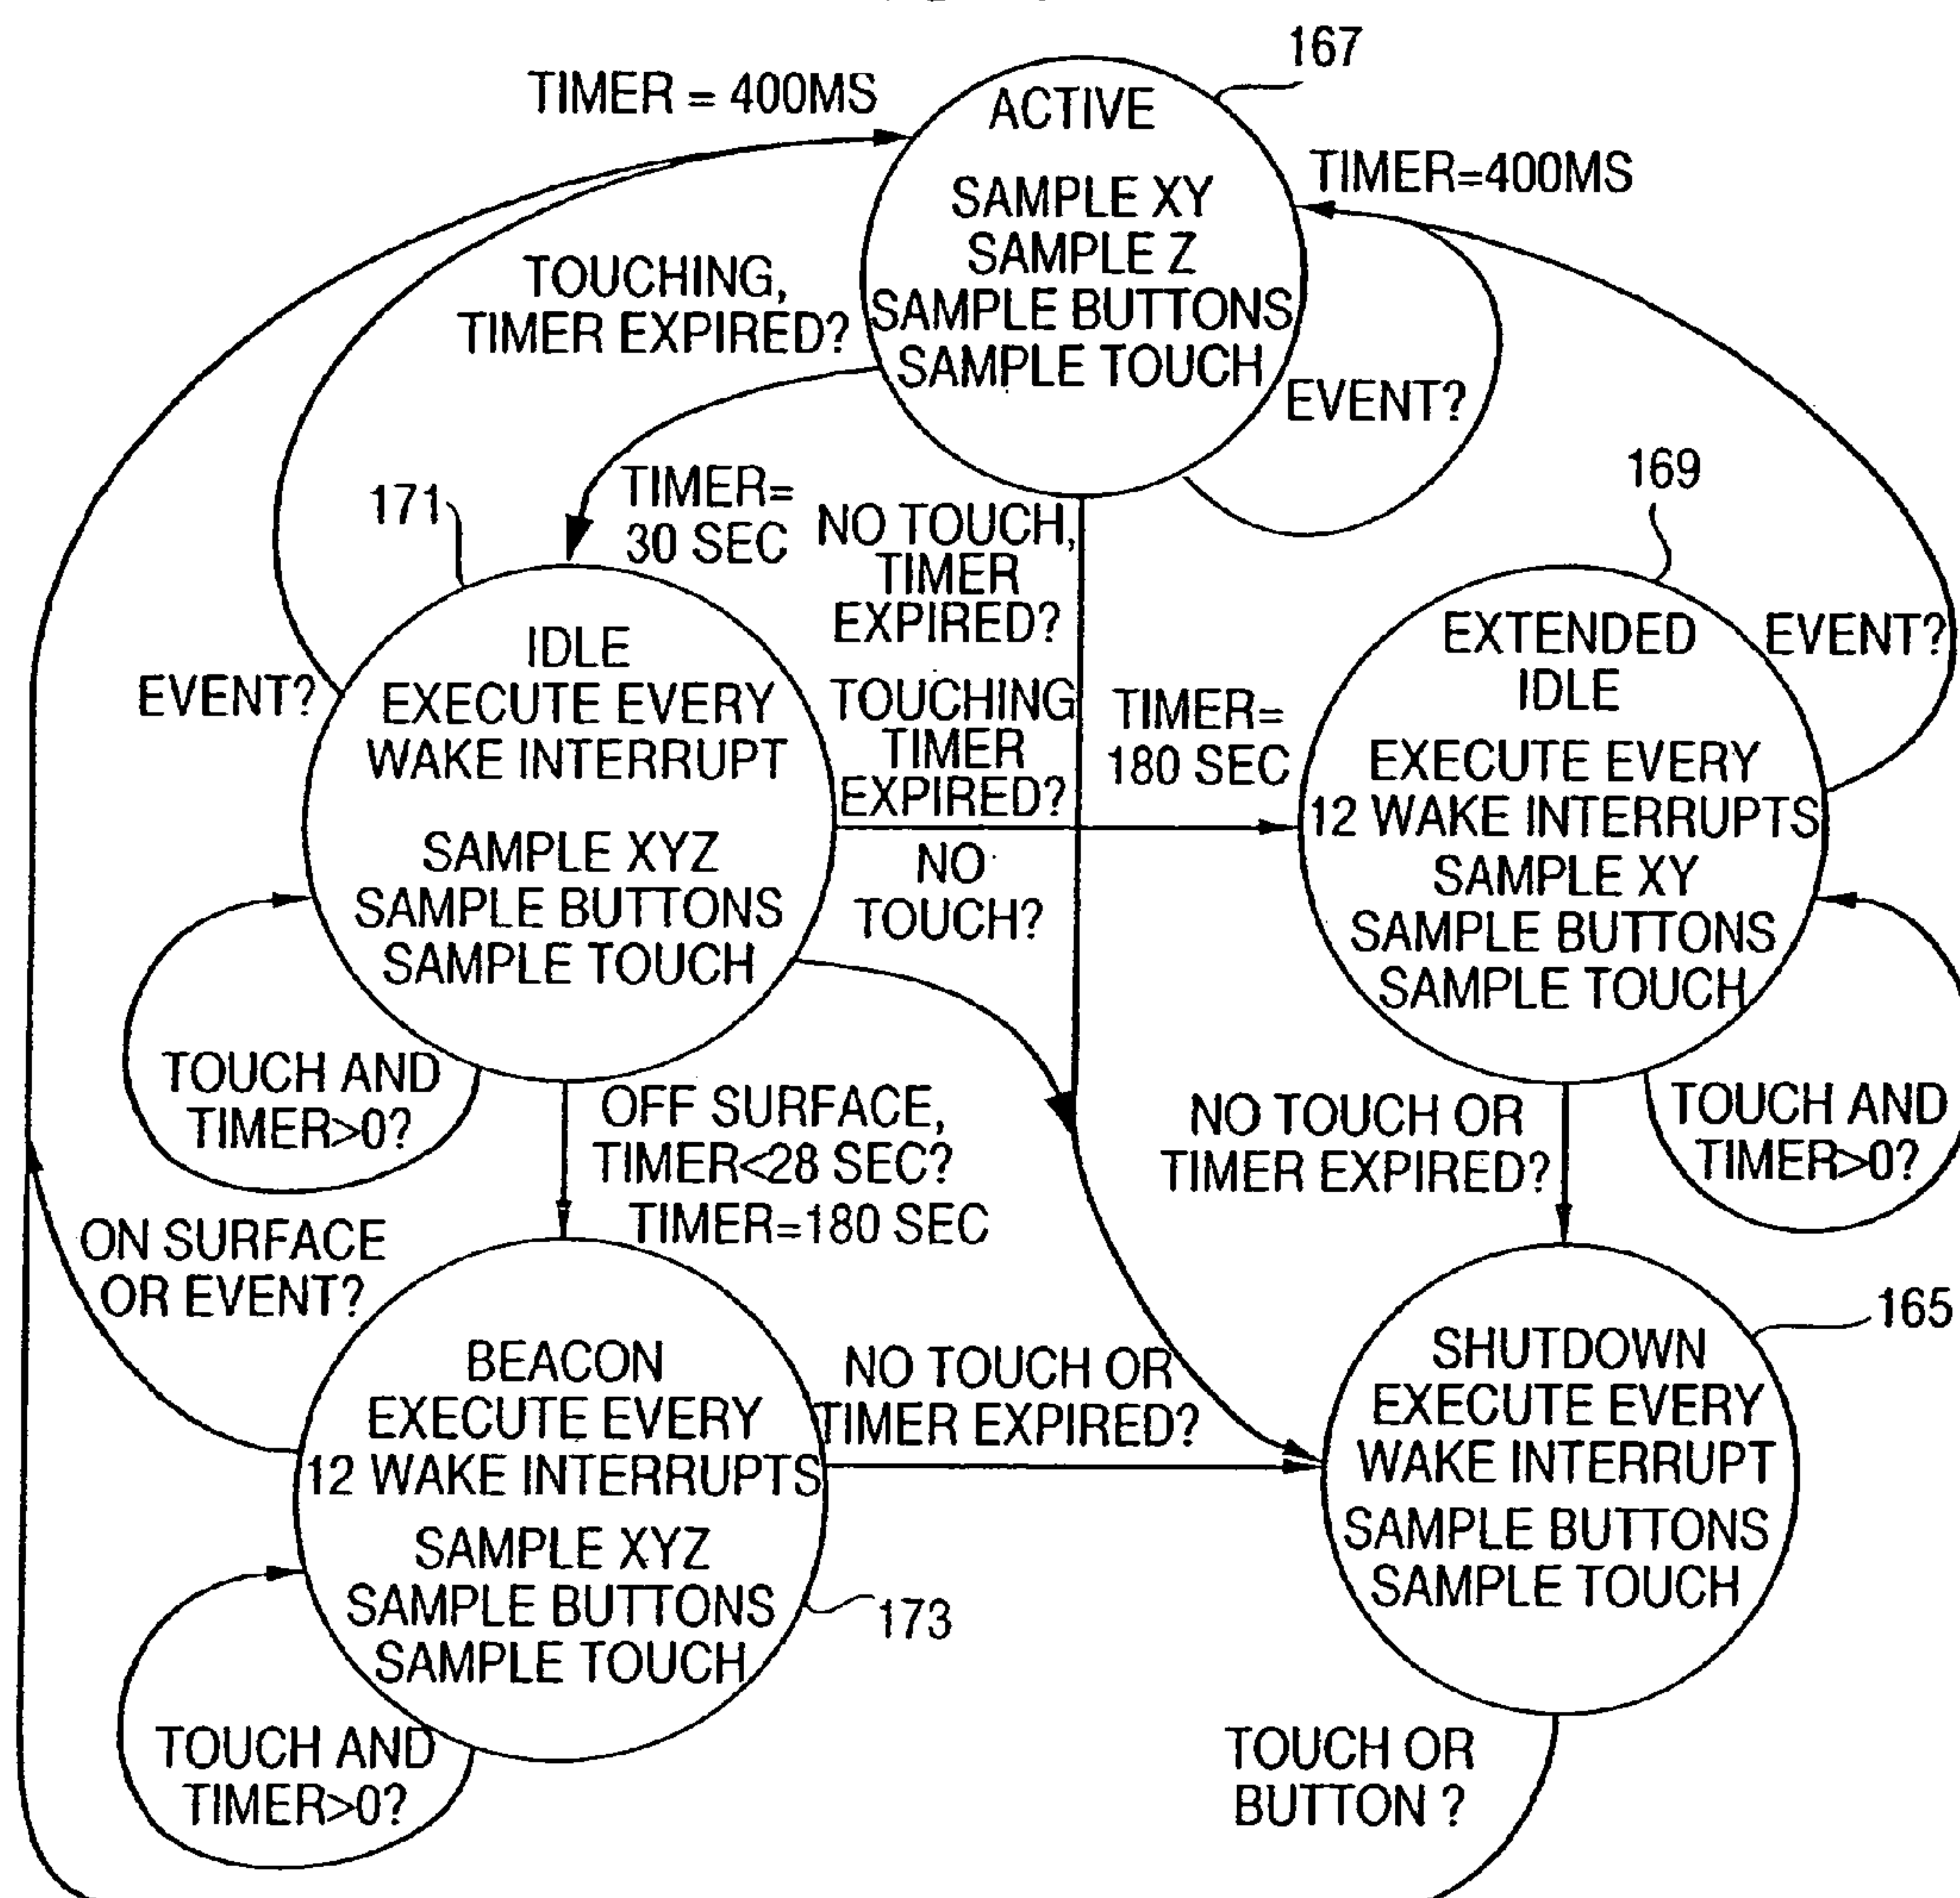 167
TIMER = 400MS
ACTIVE
TIMER=400MS
SAMPLE XY
SAMPLE Z
SAMPLE BUTTONS
SAMPLE TOUCH
TOUCHING,
TIMER EXPIRED?
EVENT?
169
171
TIMER=
30 SEC
NO TOUCH,
TIMER
EXPIRED?
IDLE
EXECUTE EVERY
WAKE INTERRUPT
SAMPLE XYZ
SAMPLE BUTTONS
SAMPLE TOUCH
EVENT?
TOUCHING
TIMER
EXPIRED?
TIMER=
180 SEC
EXTENDED
IDLE
EXECUTE EVERY
12 WAKE INTERRUPTS
SAMPLE XY
SAMPLE BUTTONS
SAMPLE TOUCH
EVENT?
NO
TOUCH?
TOUCH AND
TIMER>0?
OFF SURFACE,
TIMER<28 SEC?
TIMER=180 SEC
NO TOUCH OR
TIMER EXPIRED?
TOUCH AND
TIMER>0?
ON SURFACE
OR EVENT?
165
BEACON
EXECUTE EVERY
12 WAKE INTERRUPTS
SAMPLE XYZ
SAMPLE BUTTONS
SAMPLE TOUCH
NO TOUCH OR
TIMER EXPIRED?
SHUTDOWN
EXECUTE EVERY
WAKE INTERRUPT
SAMPLE BUTTONS
SAMPLE TOUCH
173
TOUCH AND
TIMER>0?
TOUCH OR
BUTTON ?